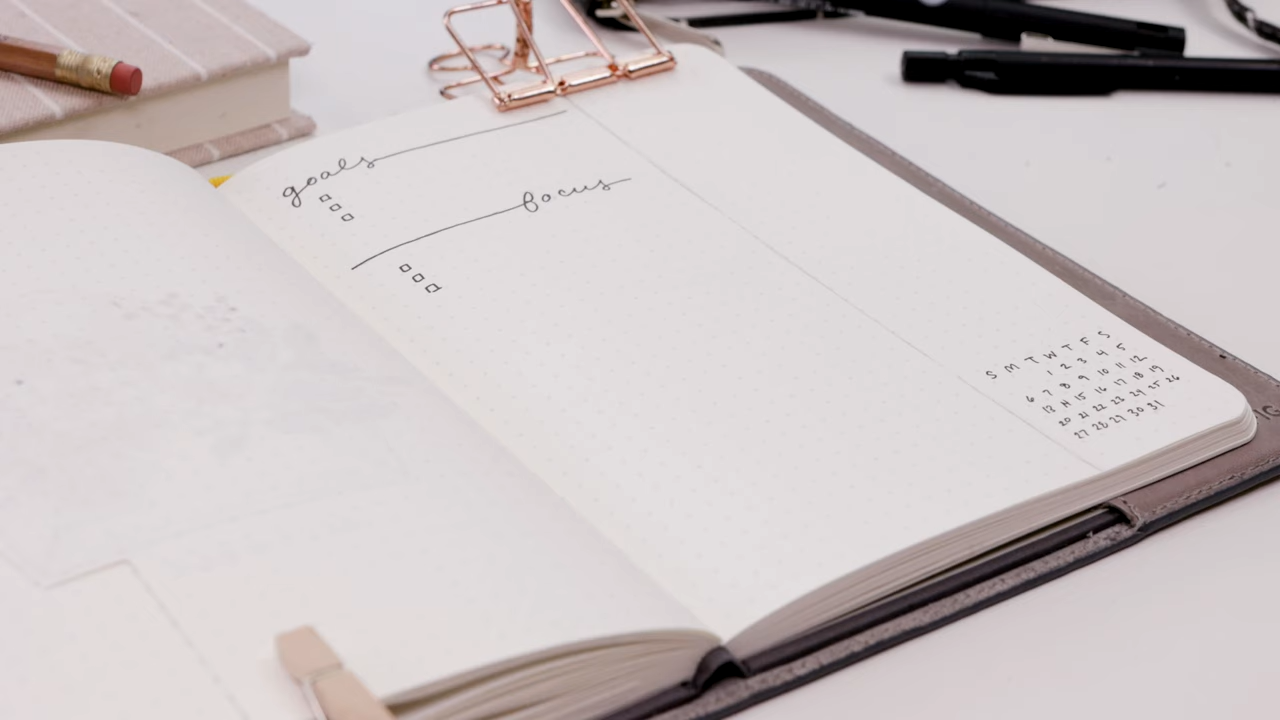 goals
focus
S M T W T F S
1 2 3 4 5
6 7 8 9 10 11 12
13 14 15 16 17 18 19
20 21 22 23 24 25 26
27 28 29 30 31